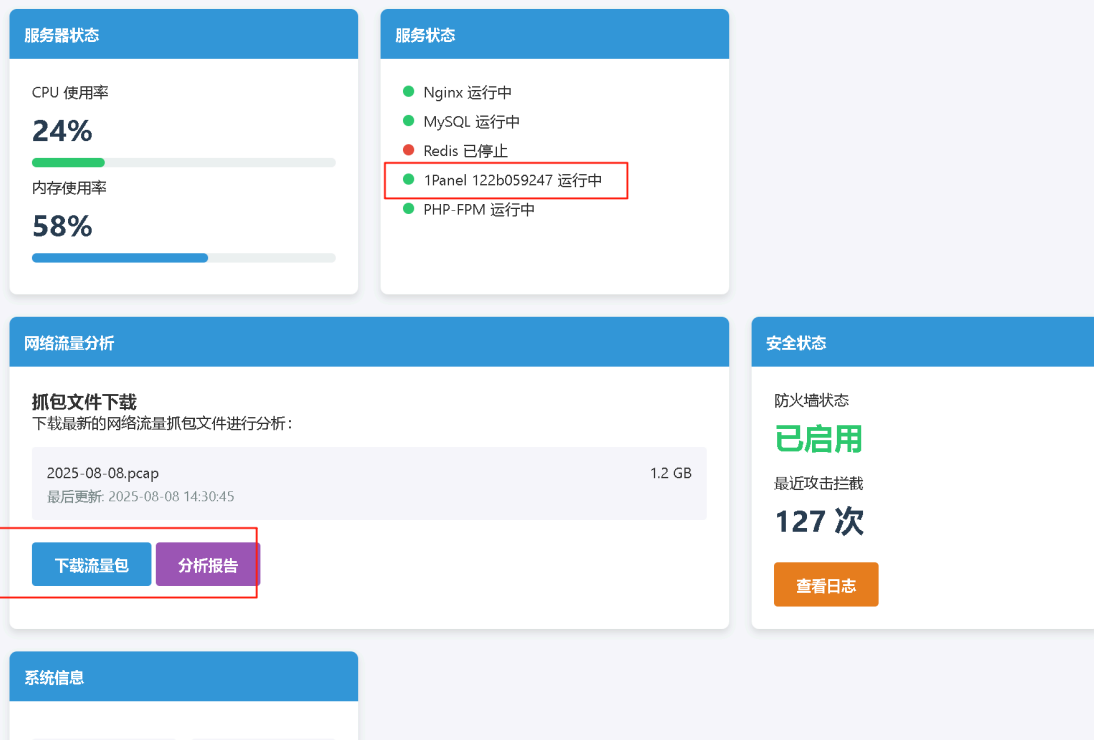 服务器状态
CPU 使用率
24%
内存使用率
58%
服务状态
Nginx 运行中
MySQL 运行中
Redis 已停止
1Panel 122b059247 运行中
PHP-FPM 运行中
网络流量分析
抓包文件下载
下载最新的网络流量抓包文件进行分析：
2025-08-08.pcap 1.2 GB
最后更新: 2025-08-08 14:30:45
下载流量包 分析报告
安全状态
防火墙状态
已启用
最近攻击拦截
127 次
查看日志
系统信息